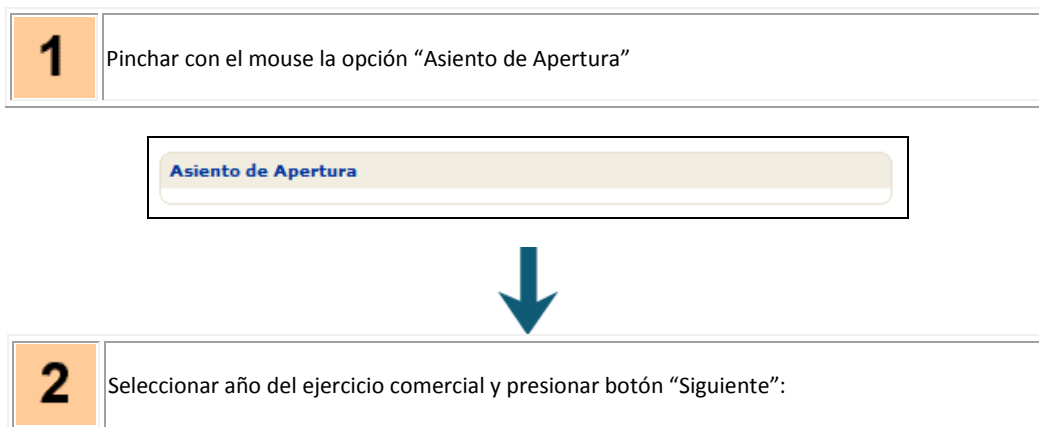 1
Pinchar con el mouse la opción “Asiento de Apertura”
Asiento de Apertura
2
Seleccionar año del ejercicio comercial y presionar botón “Siguiente”: